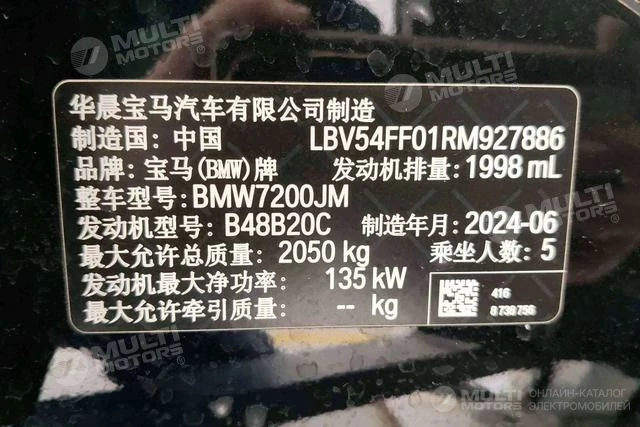 MULTI MOTORS
MULTI MOTORS
华晨宝马汽车有限公司制造
制造国: 中国 LBV54FF01RM927886
品牌: 宝马(BMW)牌 发动机排量: 1998 mL
整车型号: BMW7200JM
发动机型号: B48B20C 制造年月: 2024-06
最大允许总质量: 2050 kg 乘坐人数: 5
发动机最大净功率: 135 kW
最大允许牵引质量: -- kg
416
8 739 756
MULTI MOTORS
MULTI MOTORS
ОНЛАЙН-КАТАЛОГ
ЭЛЕКТРОМОБИЛЕЙ